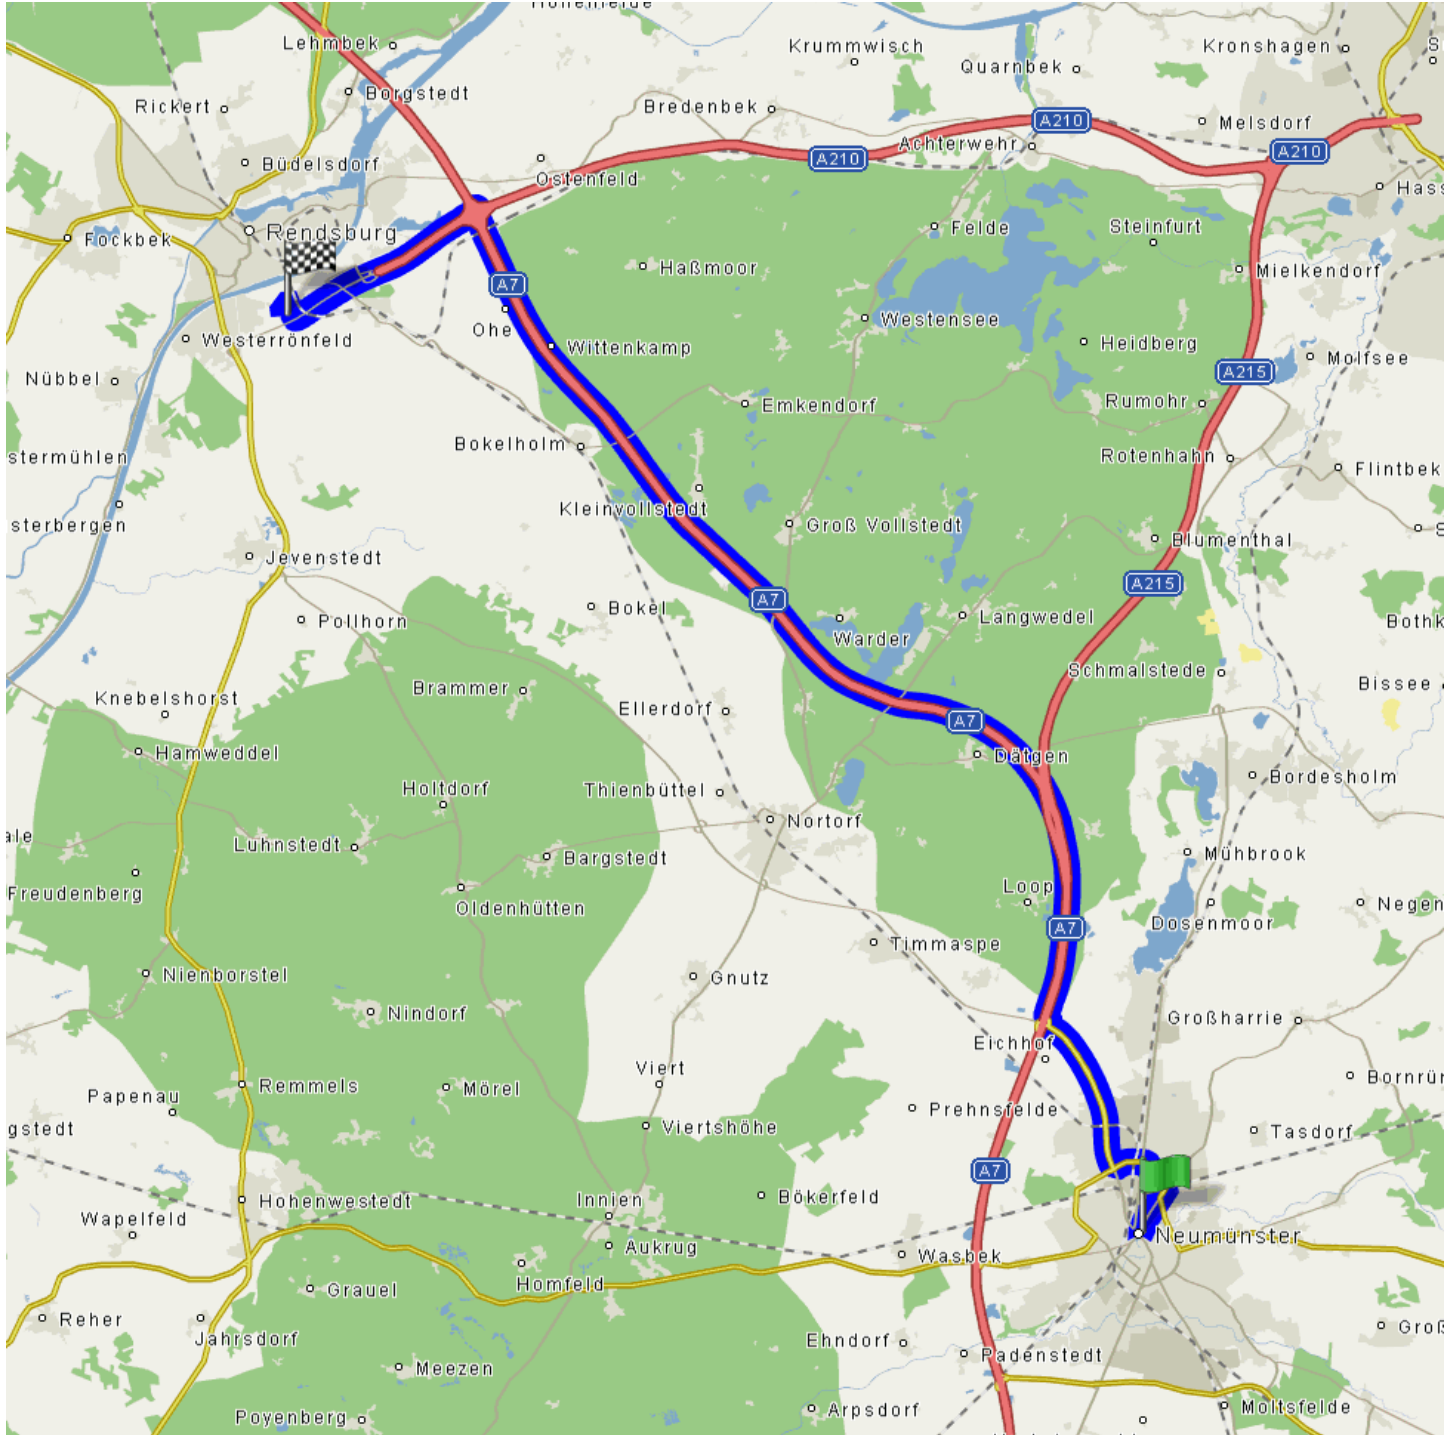 Lehmbek
Krummwisch
Kronshagen
Quarnbek
Borgstedt
Rickert
Bredenbek
A210
Melsdorf
Achterwehr
A210
A210
Büdelsdorf
Ostenfeld
Felde
Steinfurt
Rendsburg
Fockbek
Haßmoor
Mielkendorf
A7
Westensee
Ohe
Westerrönfeld
Wittenkamp
Heidberg
Molfsee
A215
Nübbel
Emkendorf
Rumohr
Bokelholm
stermühlen
Rotenhahn
Flintbek
Kleinvollstedt
Groß Vollstedt
sterbergen
Blumenthal
Jevenstedt
A215
A7
Bokel
Langwedel
Pollhorn
Bothk
Warder
Schmalstede
Bissee
Brammer
Knebelshorst
Ellerdorf
A7
Hamweddel
Dätgen
Bordesholm
Holtdorf
Thienbüttel
Nortorf
ale
Luhnstedt
Bargstedt
Mühbrook
Loop
Freudenberg
Negen
Oldenhütten
Dosenmoor
A7
Timmaspe
Nienborstel
Gnutz
Nindorf
Großharrie
Eichhof
Viert
Remmels
Mörel
Bornrür
Papenau
Prehnsfelde
gstedt
Viertshöhe
Tasdorf
A7
Hohenwestedt
Innien
Bökerfeld
Wapelfeld
Neumünster
Aukrug
Wasbek
Grauel
Homfeld
Reher
Groß
Jahrsdorf
Ehndorf
Padenstedt
Meezen
Moltsfelde
Poyenberg
Arpsdorf